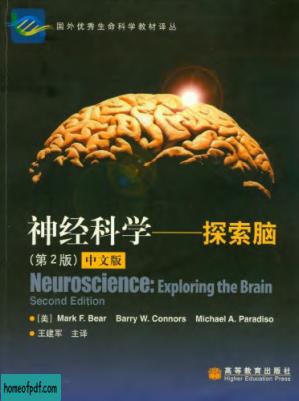 国外优秀生命科学教材译丛
神经科学——探索脑
(第2版) 中文版
Neuroscience: Exploring the Brain
Second Edition
[美] Mark F. Bear Barry W. Connors Michael A. Paradiso
王建军 主译
高等教育出版社
Higher Education Press
homeofpdf.com